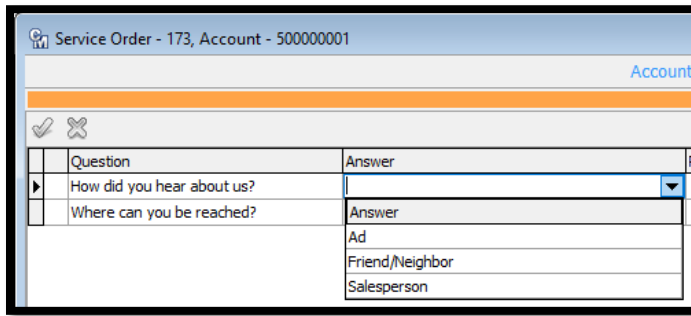 Service Order - 173, Account - 500000001
Account
Question Answer
How did you hear about us?
Where can you be reached?
Answer
Ad
Friend/Neighbor
Salesperson